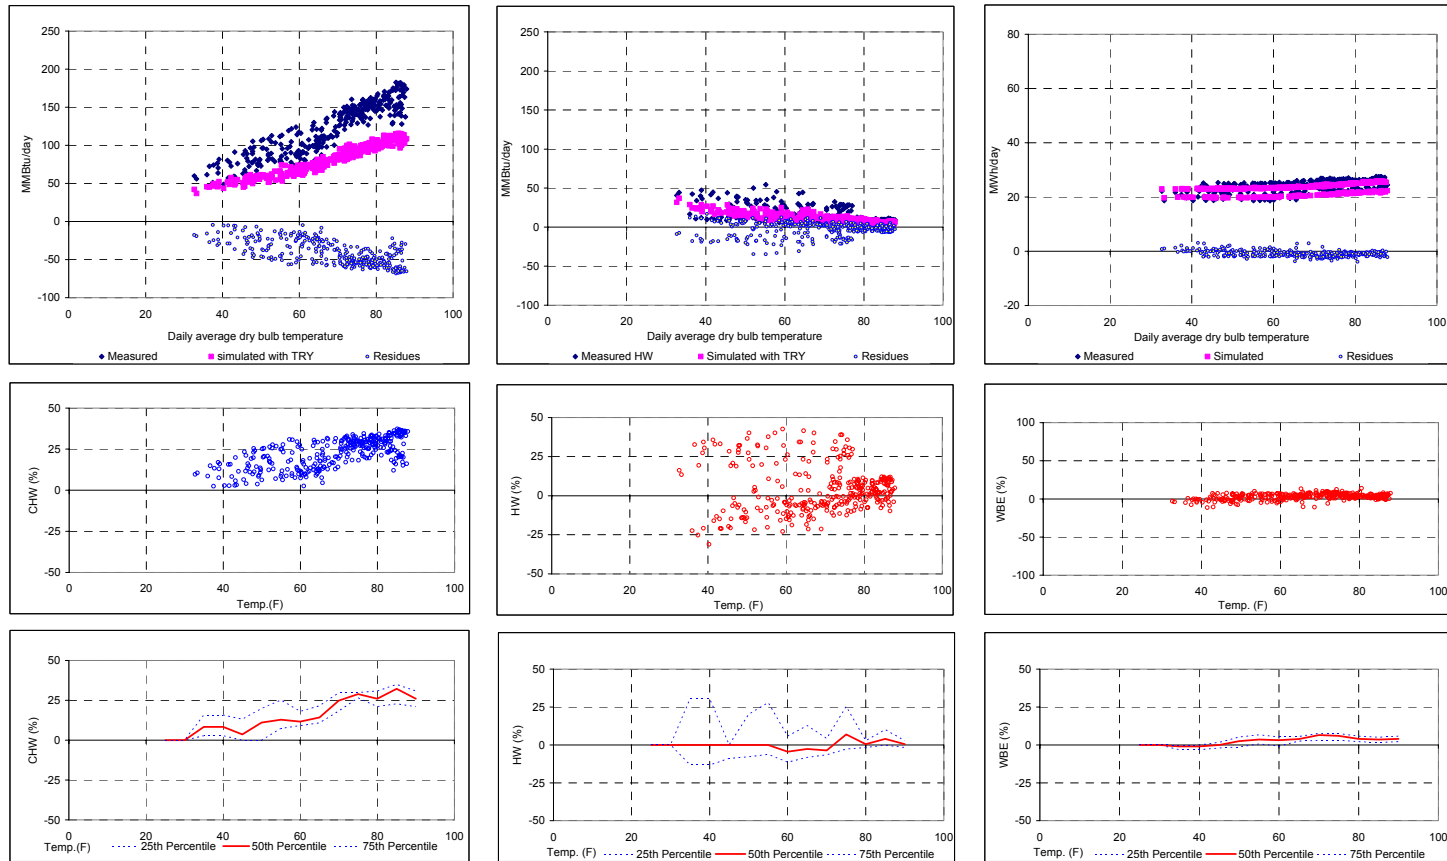 250
200
150
100
50
0
-50
-100
MMBtu/day
0 20 40 60 80 100
Daily average dry bulb temperature
Measured simulated with TRY Residues
250
200
150
100
50
0
-50
-100
MMBtu/day
0 20 40 60 80 100
Daily average dry bulb temperature
Measured HW Simulated with TRY Residues
80
60
40
20
0
-20
MWh/day
0 20 40 60 80 100
Daily average dry bulb temperature
Measured Simulated Residues
50
25
0
-25
-50
CHW (%)
0 20 40 60 80 100
Temp.(F)
50
25
0
-25
-50
HW (%)
0 20 40 60 80 100
Temp. (F)
100
50
0
-50
-100
WBE (%)
0 20 40 60 80 100
Temp. (F)
50
25
0
-25
-50
CHW (%)
0 20 40 60 80 100
Temp.(F) 25th Percentile 50th Percentile 75th Percentile
50
25
0
-25
-50
HW (%)
0 20 40 60 80 100
Temp.(F) 25th Percentile 50th Percentile 75th Percentile
50
25
0
-25
-50
WBE (%)
0 20 40 60 80 100
Temp.(F) 25th Percentile 50th Percentile 75th Percentile